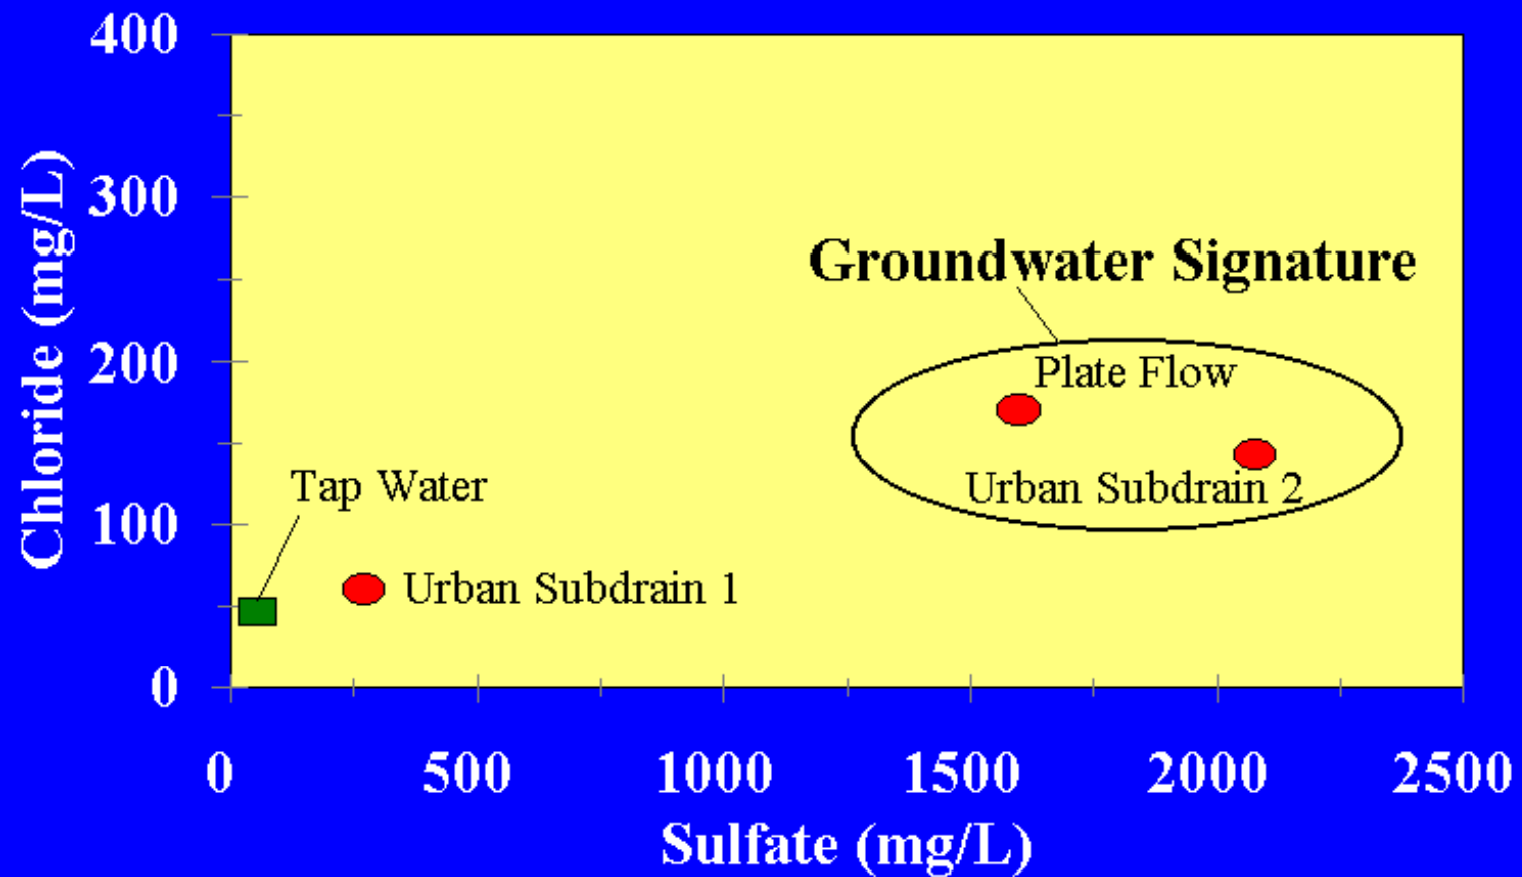 400
300
200
100
0
Chloride (mg/L)
Groundwater Signature
Plate Flow
Urban Subdrain 2
Tap Water
Urban Subdrain 1
0 500 1000 1500 2000 2500
Sulfate (mg/L)